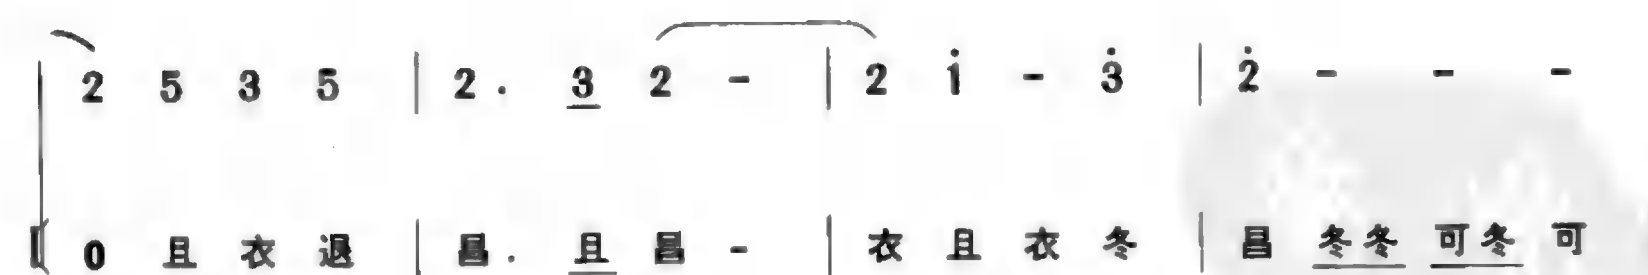 2 5 3 5 | 2 . 3 2 - | 2 i - 3̇ | 2̇ - - -
0 且 衣 退 | 昌 . 且 昌 - | 衣 且 衣 冬 | 昌 冬冬 可冬 可